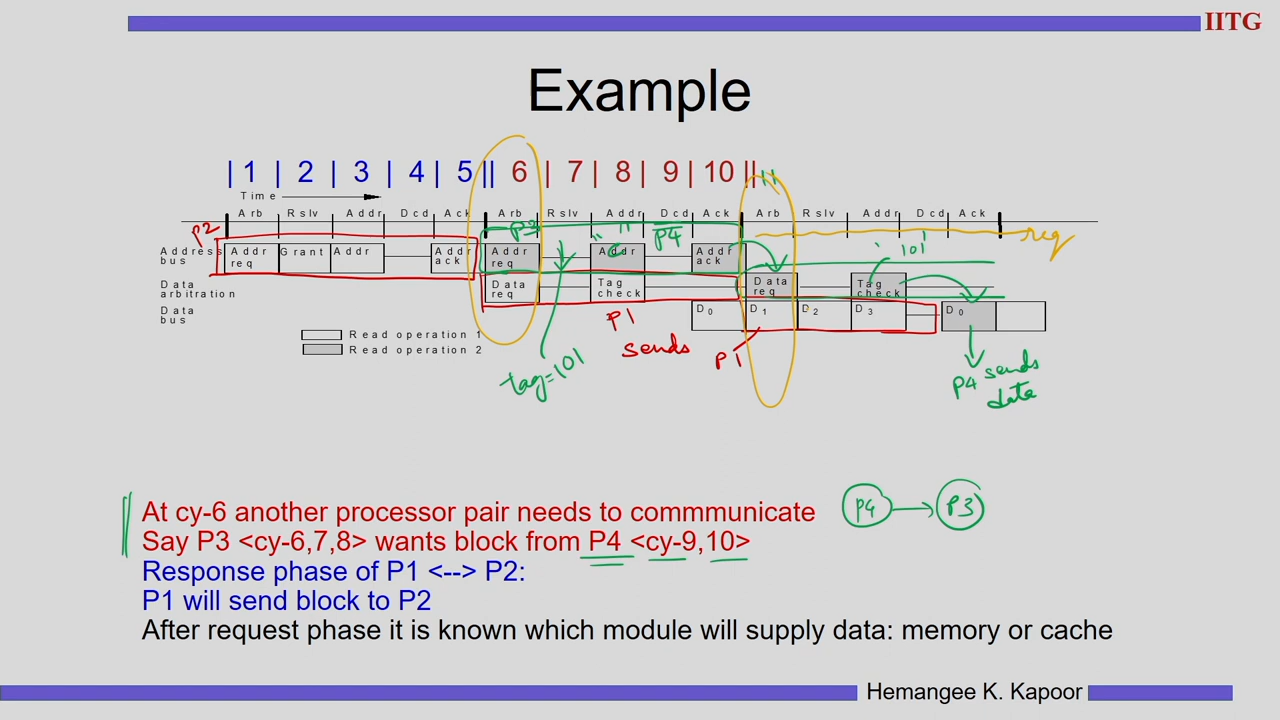 IITG
Example
| 1 | 2 | 3 | 4 | 5 || 6 | 7 | 8 | 9 | 10 || 11
Time
Arb Rslv Addr Dcd Ack Arb Rslv Addr Dcd Ack Arb Rslv Addr Dcd Ack
P2 P3 "C" P4 req
Address bus
Addr req Grant Addr Addr ack Addr req Addr Addr ack
'101'
Data arbitration
Data req Tag check Data req Tag check
Data bus
D0 D1 D2 D3 D0
P1 sends
P1
Read operation 1
Read operation 2
tag=101
P4 sends data
At cy-6 another processor pair needs to commmunicate
P4 P3
Say P3 <cy-6,7,8> wants block from P4 <cy-9,10>
Response phase of P1 <--> P2:
P1 will send block to P2
After request phase it is known which module will supply data: memory or cache
Hemangee K. Kapoor